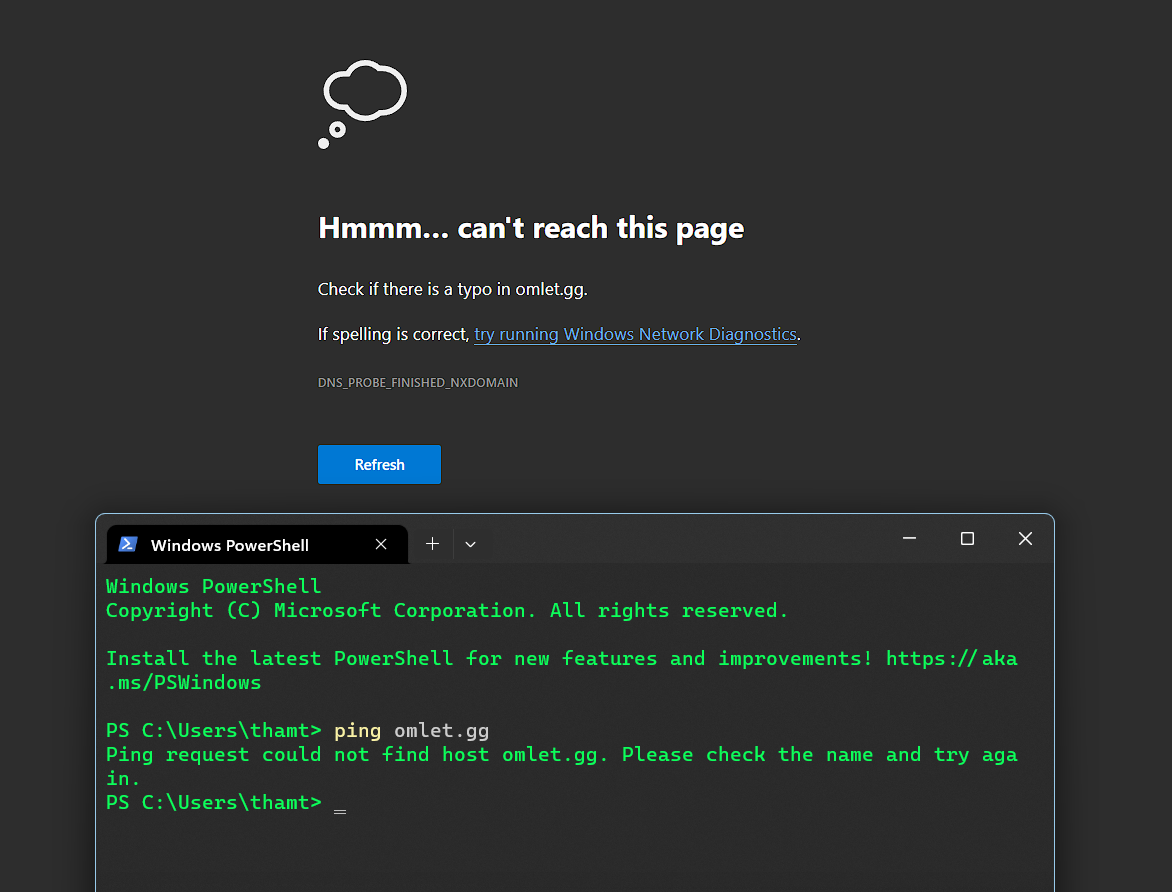 Hmmm... can't reach this page
Check if there is a typo in omlet.gg.
If spelling is correct, try running Windows Network Diagnostics.
DNS_PROBE_FINISHED_NXDOMAIN
Refresh
Windows PowerShell
Windows PowerShell
Copyright (C) Microsoft Corporation. All rights reserved.
Install the latest PowerShell for new features and improvements! https://aka
.ms/PSWindows
PS C:\Users\thamt> ping omlet.gg
Ping request could not find host omlet.gg. Please check the name and try aga
in.
PS C:\Users\thamt> _